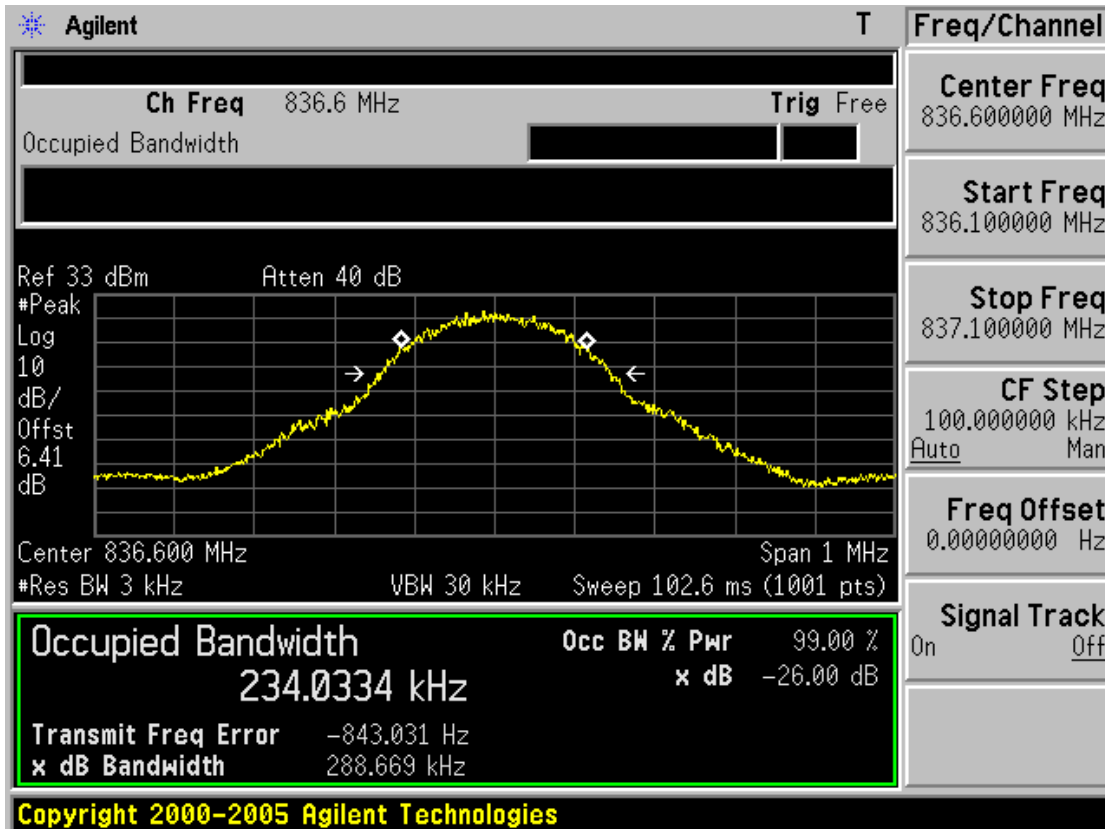 Agilent T
Ch Freq 836.6 MHz Trig Free
Occupied Bandwidth
Ref 33 dBm Atten 40 dB
#Peak
Log
10
dB/
Offst
6.41
dB
Center 836.600 MHz Span 1 MHz
#Res BW 3 kHz VBW 30 kHz Sweep 102.6 ms (1001 pts)
Occupied Bandwidth
234.0334 kHz
Occ BW % Pwr 99.00 %
x dB -26.00 dB
Transmit Freq Error -843.031 Hz
x dB Bandwidth 288.669 kHz
Copyright 2000-2005 Agilent Technologies
Freq/Channel
Center Freq
836.600000 MHz
Start Freq
836.100000 MHz
Stop Freq
837.100000 MHz
CF Step
100.000000 kHz
Auto Man
Freq Offset
0.00000000 Hz
Signal Track
On Off